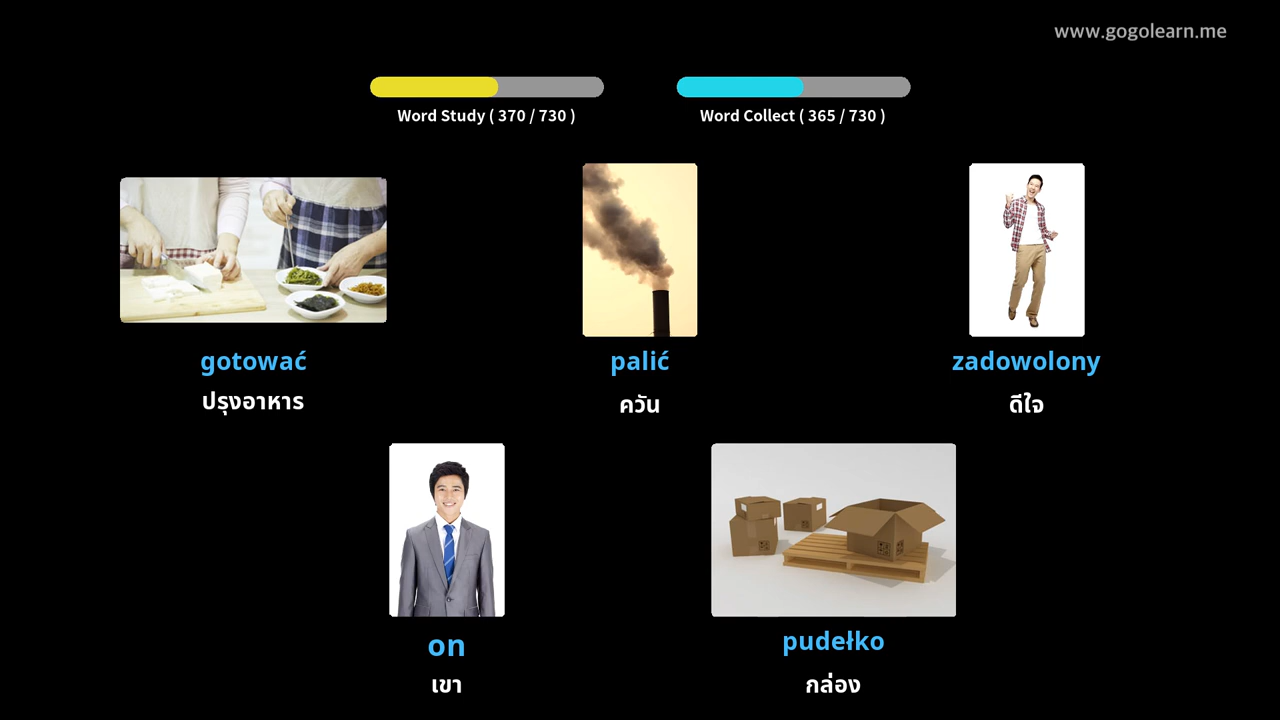 www.gogolearn.me
Word Study ( 370 / 730 )
Word Collect ( 365 / 730 )
gotować
palić
zadowolony
ปรุงอาหาร
ควัน
ดีใจ
on
pudełko
เขา
กล่อง